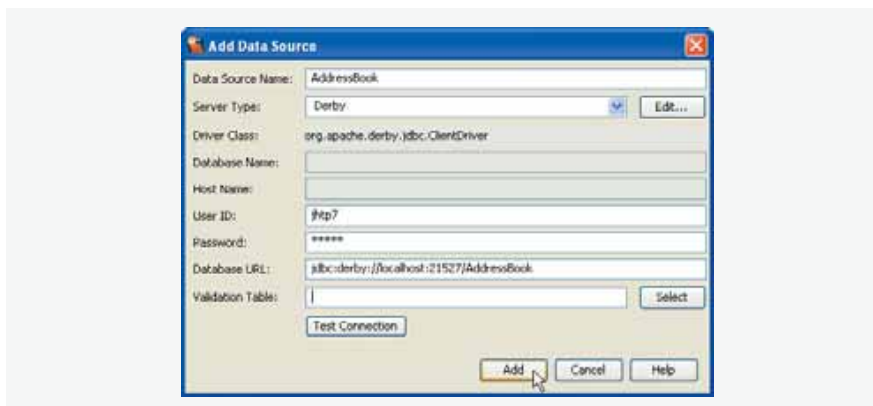 Add Data Source
Data Source Name: AddressBook
Server Type: Derby Edit...
Driver Class: org.apache.derby.jdbc.ClientDriver
Database Name:
Host Name:
User ID: jhtp7
Password: *****
Database URL: jdbc:derby://localhost:21527/AddressBook
Validation Table: Select
Test Connection
Add Cancel Help